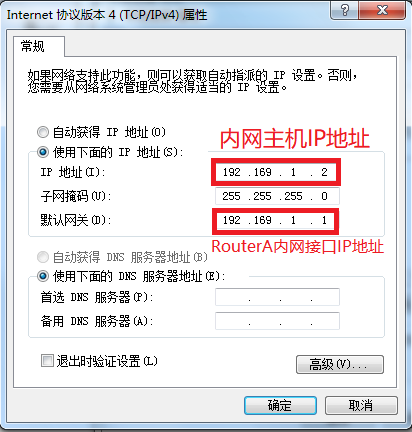 Internet 协议版本 4 (TCP/IPv4) 属性
常规
如果网络支持此功能，则可以获取自动指派的 IP 设置。否则，
您需要从网络系统管理员处获得适当的 IP 设置。
自动获得 IP 地址(O)
内网主机IP地址
使用下面的 IP 地址(S):
IP 地址(I): 192 .169 . 1 . 2
子网掩码(U): 255 .255 .255 . 0
默认网关(D): 192 .169 . 1 . 1
RouterA内网接口IP地址
自动获得 DNS 服务器地址(B)
使用下面的 DNS 服务器地址(E):
首选 DNS 服务器(P): . . .
备用 DNS 服务器(A): . . .
退出时验证设置(L)
高级(V)...
确定 取消